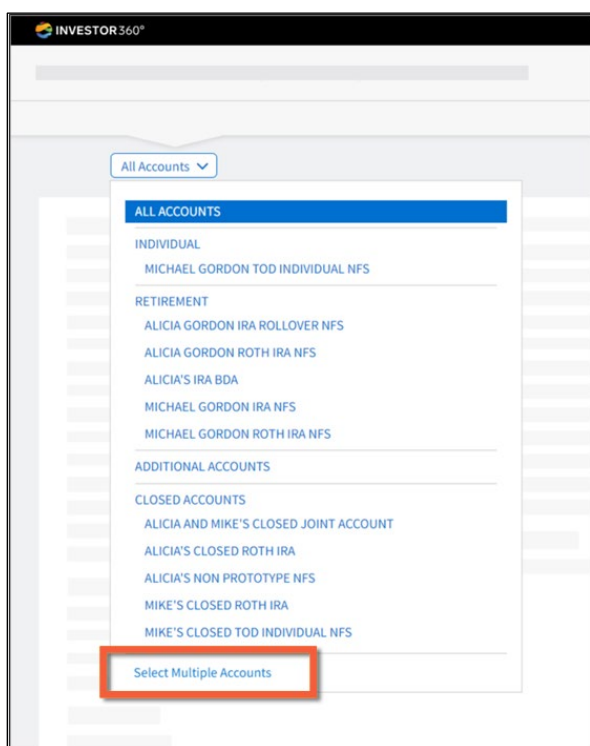 INVESTOR360°
All Accounts
ALL ACCOUNTS
INDIVIDUAL
MICHAEL GORDON TOD INDIVIDUAL NFS
RETIREMENT
ALICIA GORDON IRA ROLLOVER NFS
ALICIA GORDON ROTH IRA NFS
ALICIA'S IRA BDA
MICHAEL GORDON IRA NFS
MICHAEL GORDON ROTH IRA NFS
ADDITIONAL ACCOUNTS
CLOSED ACCOUNTS
ALICIA AND MIKE'S CLOSED JOINT ACCOUNT
ALICIA'S CLOSED ROTH IRA
ALICIA'S NON PROTOTYPE NFS
MIKE'S CLOSED ROTH IRA
MIKE'S CLOSED TOD INDIVIDUAL NFS
Select Multiple Accounts